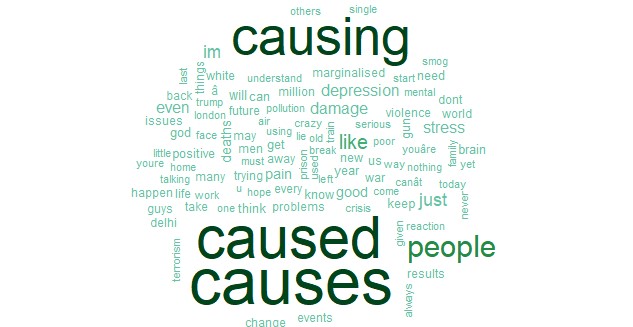 others single
causing
im smog
last things white understand marginalised start need
â
back will can million depression mental
even trump future pollution damage dont
issues london air crazy serious violence world
god face deaths may using lie old train like poor gun stress
little positive men get break youâre family brain
youre home must away prison used new us way nothing yet
talking many trying pain left year war canât today
happen life work u hope every know good come just never
guys take one think problems crisis keep
delhi caused given reaction
people
terrorism causes results
always
change events